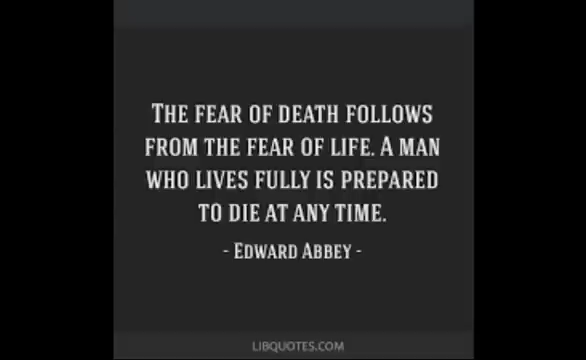 The fear of death follows
from the fear of life. A man
who lives fully is prepared
to die at any time.
- Edward Abbey -
LIBQUOTES.COM